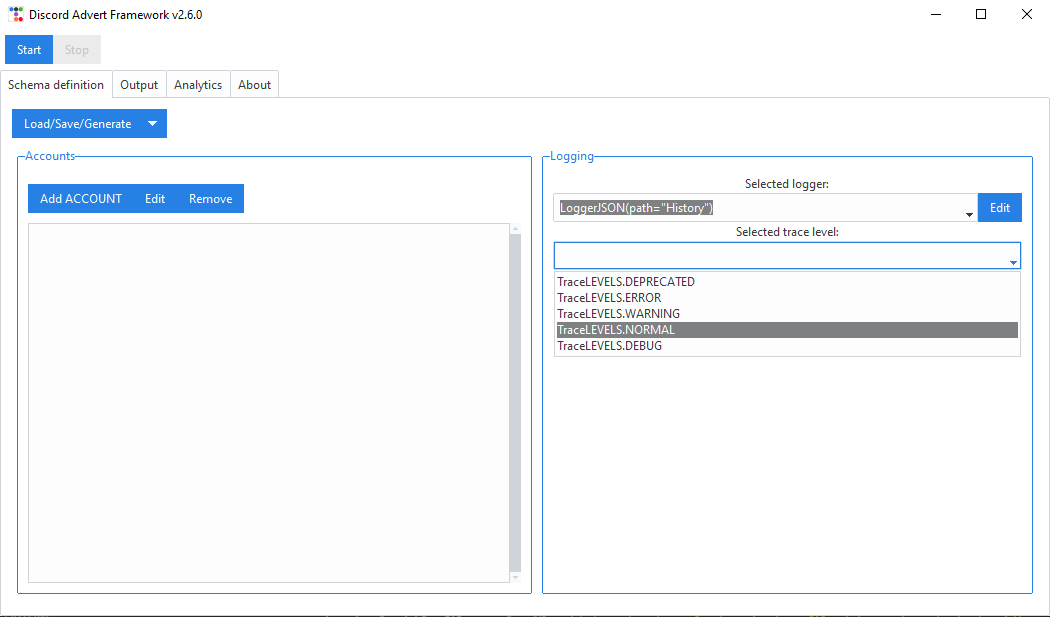 Discord Advert Framework v2.6.0
Start Stop
Schema definition Output Analytics About
Load/Save/Generate
Accounts
Add ACCOUNT Edit Remove
Logging
Selected logger:
LoggerJSON(path="History") Edit
Selected trace level:
TraceLEVELS.DEPRECATED
TraceLEVELS.ERROR
TraceLEVELS.WARNING
TraceLEVELS.NORMAL
TraceLEVELS.DEBUG